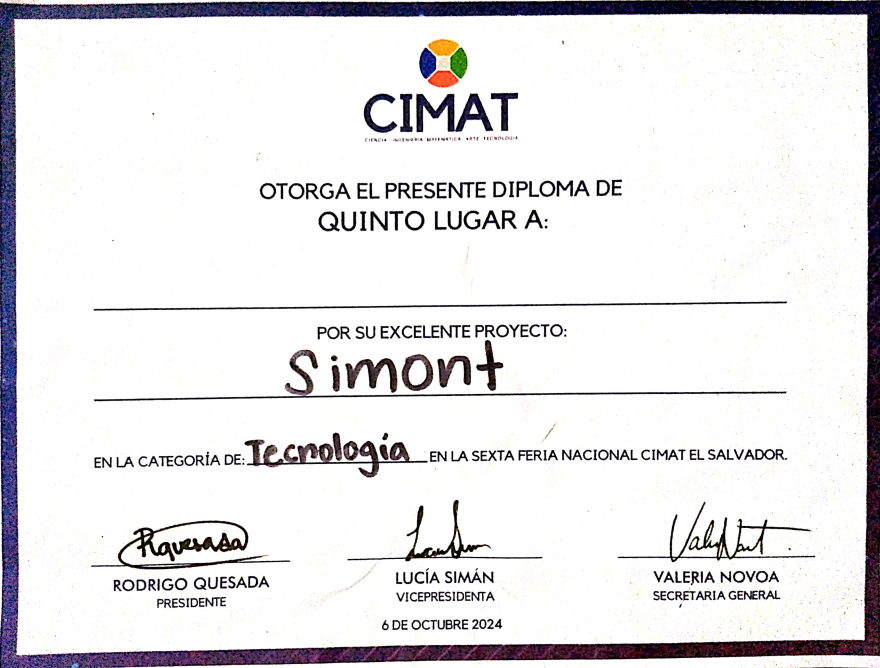 CIMAT
CIENCIA INGENIERÍA MATEMÁTICA ARTE TECNOLOGÍA
OTORGA EL PRESENTE DIPLOMA DE
QUINTO LUGAR A:
POR SU EXCELENTE PROYECTO:
Simont
EN LA CATEGORÍA DE: Tecnología EN LA SEXTA FERIA NACIONAL CIMAT EL SALVADOR.
RQuesada
RODRIGO QUESADA LUCÍA SIMÁN VALERIA NOVOA
PRESIDENTE VICEPRESIDENTA SECRETARIA GENERAL
6 DE OCTUBRE 2024